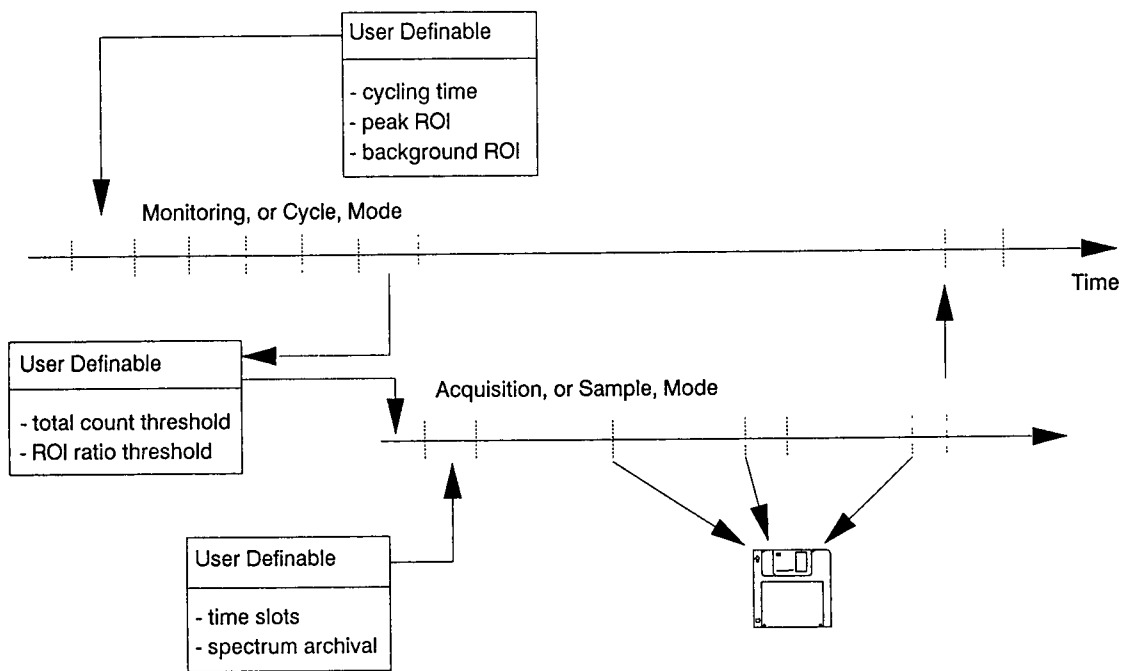 User Definable
- cycling time
- peak ROI
- background ROI
Monitoring, or Cycle, Mode
Time
User Definable
- total count threshold
- ROI ratio threshold
Acquisition, or Sample, Mode
User Definable
- time slots
- spectrum archival